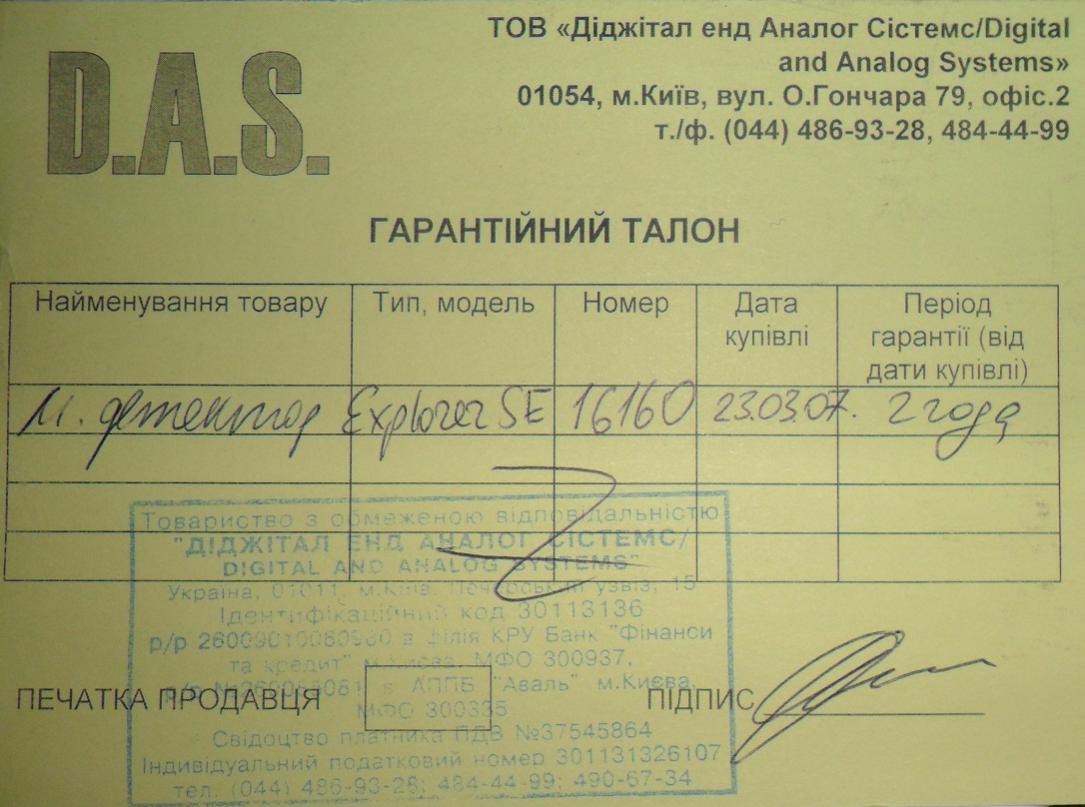 D.A.S.
ТОВ «Діджітал енд Аналог Сістемс/Digital
and Analog Systems»
01054, м.Київ, вул. О.Гончара 79, офіс.2
т./ф. (044) 486-93-28, 484-44-99
ГАРАНТІЙНИЙ ТАЛОН
Найменування товару Тип, модель Номер Дата купівлі Період гарантії (від дати купівлі)
М. детектор Explorer SE 16160 23.03.07. 2 года
Товариство з обмеженою відповідальністю
"ДІДЖІТАЛ ЕНД АНАЛОГ СІСТЕМС/
DIGITAL AND ANALOG SYSTEMS"
Україна, 01011, м.Київ, Печерський узвіз, 15
Ідентифікаційний код 30113136
р/р в філія КРУ Банк "Фінанси
та кредит" м.Києва, МФО 300937,
в АППБ "Аваль" м.Києва,
МФО 300335
ПЕЧАТКА ПРОДАВЦЯ
ПІДПИС
Свідоцтво платника ПДВ №37545864
Індивідуальний податковий номер 301131326107
тел. (044) 486-93-28; 484-44-99; 490-67-34